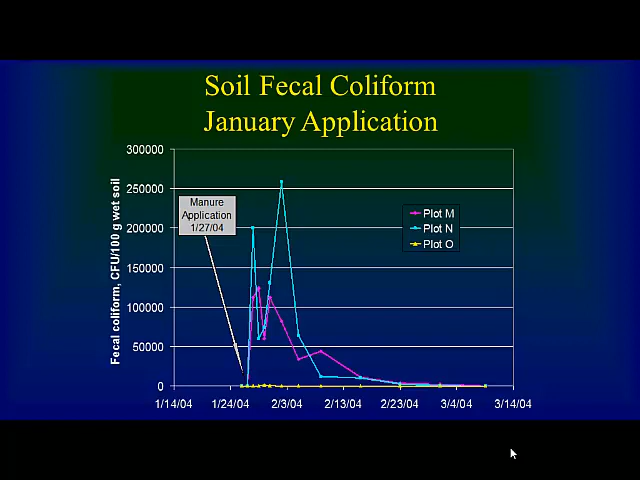 Soil Fecal Coliform
January Application
Fecal coliform, CFU/100 g wet soil
300000
250000
200000
150000
100000
50000
0
Manure
Application
1/27/04
Plot M
Plot N
Plot O
1/14/04 1/24/04 2/3/04 2/13/04 2/23/04 3/4/04 3/14/04